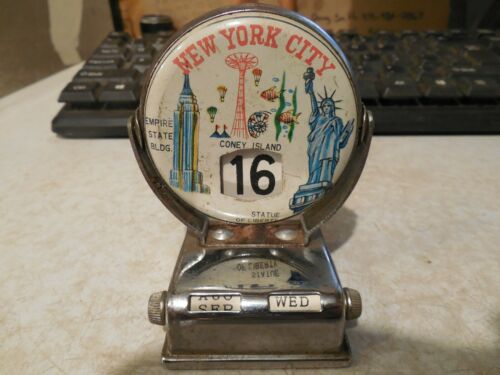 NEW YORK CITY
EMPIRE
STATE
BLDG.
CONEY ISLAND
16
STATUE
OF LIBERTY
AUG
SEP
WED